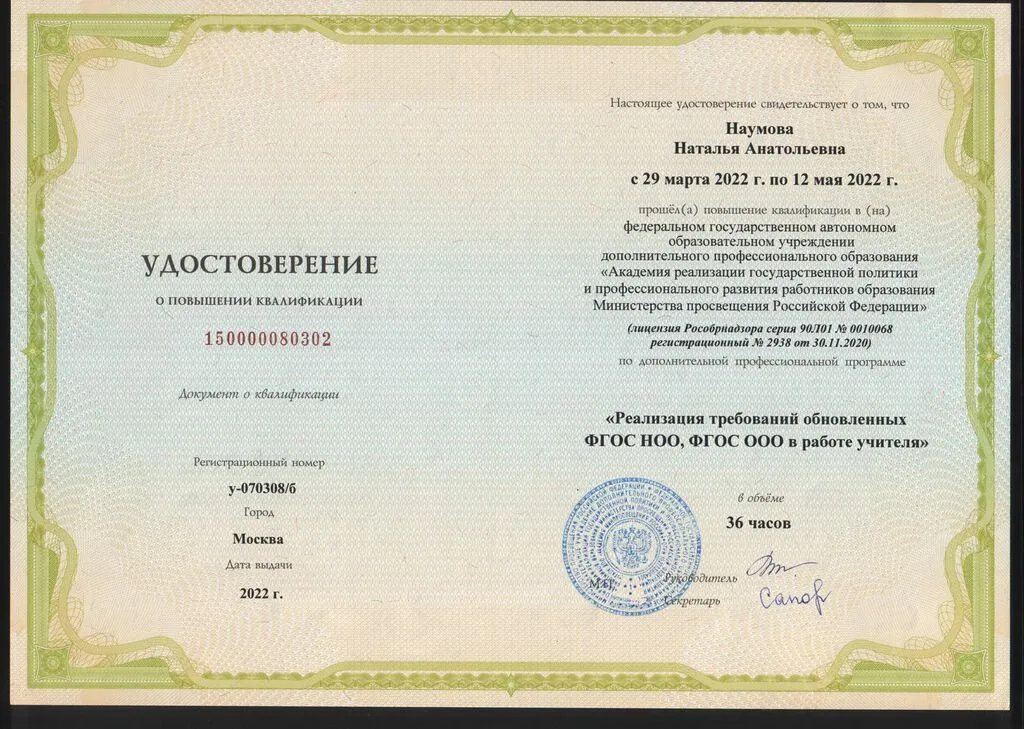 УДОСТОВЕРЕНИЕ
О ПОВЫШЕНИИ КВАЛИФИКАЦИИ
150000080302
Документ о квалификации
Регистрационный номер
у-070308/б
Город
Москва
Дата выдачи
2022 г.
Настоящее удостоверение свидетельствует о том, что
Наумова
Наталья Анатольевна
с 29 марта 2022 г. по 12 мая 2022 г.
прошёл(а) повышение квалификации в (на)
федеральном государственном автономном
образовательном учреждении
дополнительного профессионального образования
«Академия реализации государственной политики
и профессионального развития работников образования
Министерства просвещения Российской Федерации»
(лицензия Рособрнадзора серия 90Л01 № 0010068
регистрационный № 2938 от 30.11.2020)
по дополнительной профессиональной программе
«Реализация требований обновленных
ФГОС НОО, ФГОС ООО в работе учителя»
в объёме
36 часов
М.П.
Руководитель
Секретарь